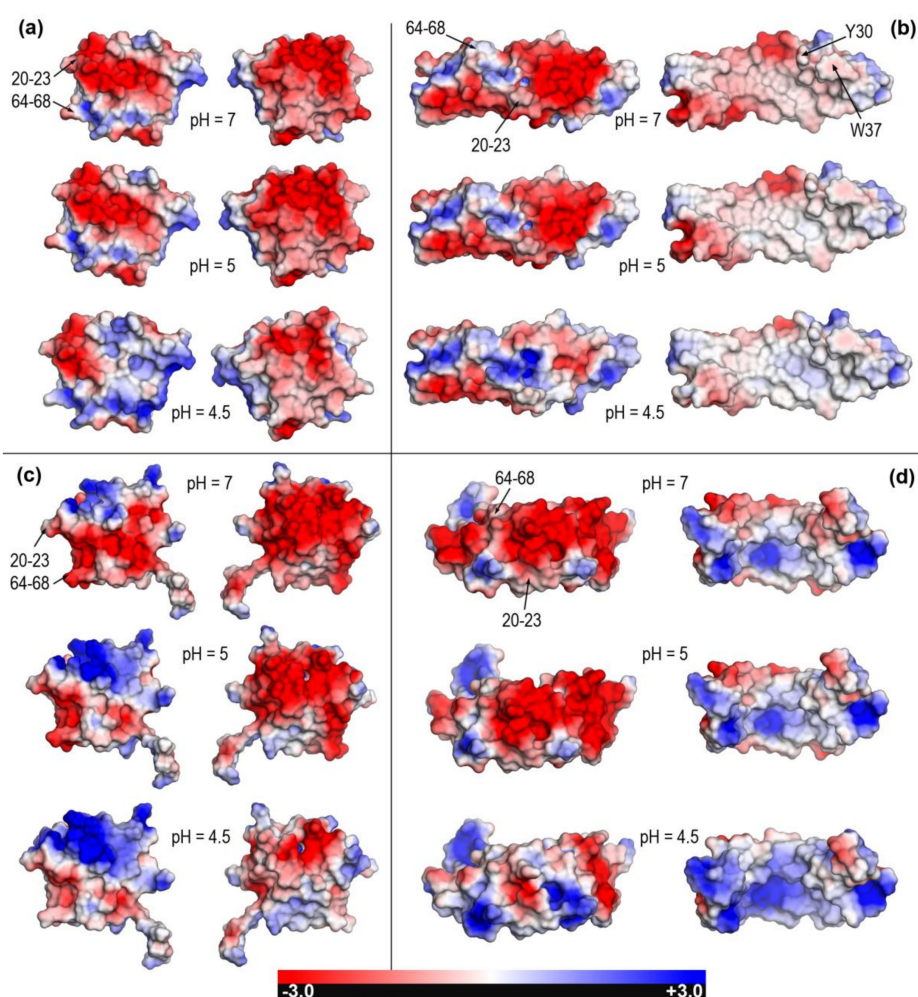 (a)
20-23
64-68
pH = 7
pH = 5
pH = 4.5
(b)
64-68
20-23
Y30
W37
pH = 7
pH = 5
pH = 4.5
(c)
20-23
64-68
pH = 7
pH = 5
pH = 4.5
(d)
64-68
20-23
pH = 7
pH = 5
pH = 4.5
-3.0 +3.0